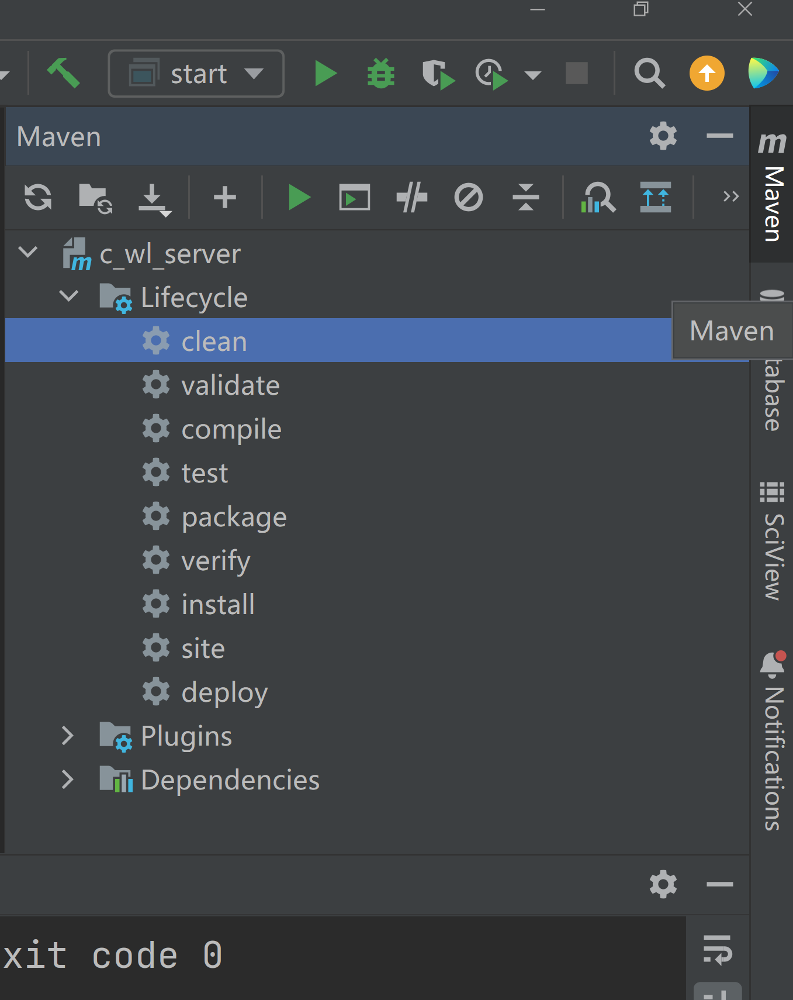 start
Maven
c_wl_server
Lifecycle
clean
validate
compile
test
package
verify
install
site
deploy
Plugins
Dependencies
Maven
Maven
tabase
SciView
Notifications
xit code 0